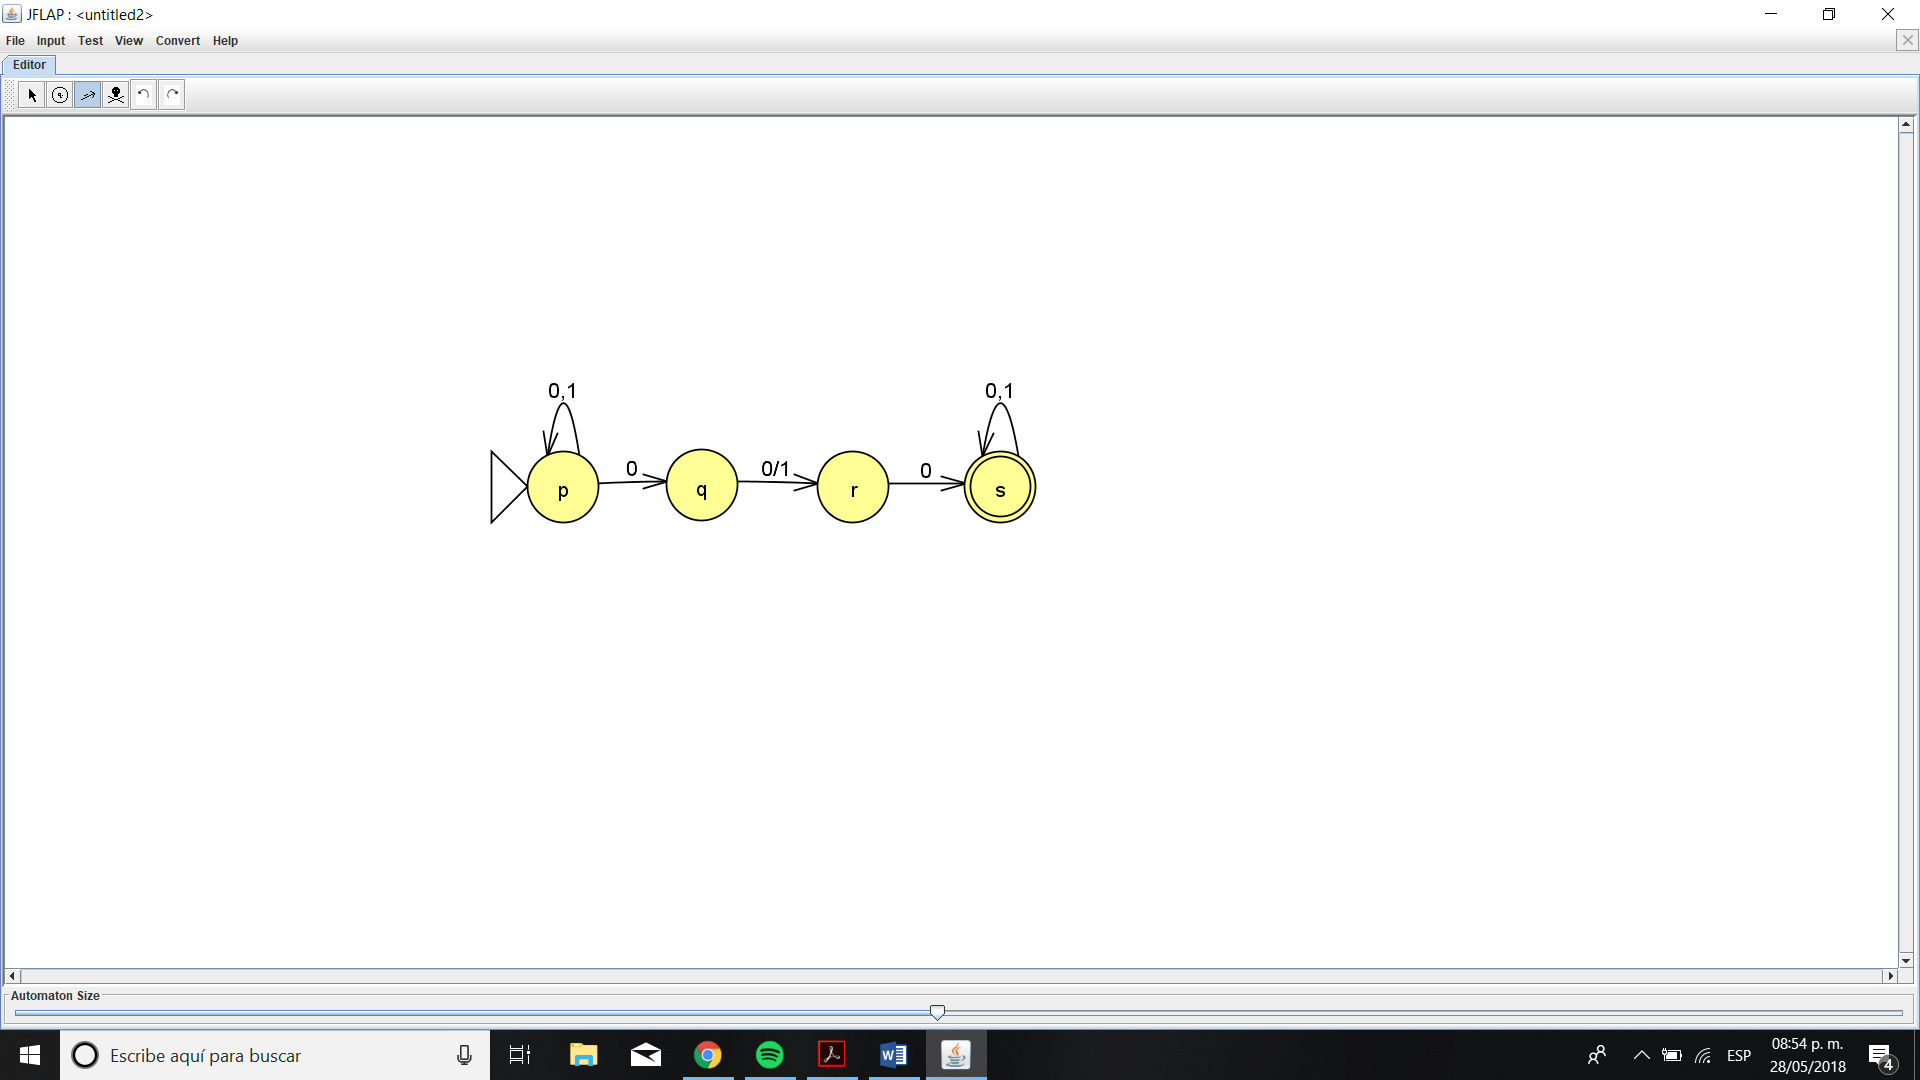 JFLAP : <untitled2>
File Input Test View Convert Help
Editor
0,1 0,1
0 0/1 0
p q r s
Automaton Size
Escribe aquí para buscar
ESP
08:54 p. m.
28/05/2018
4